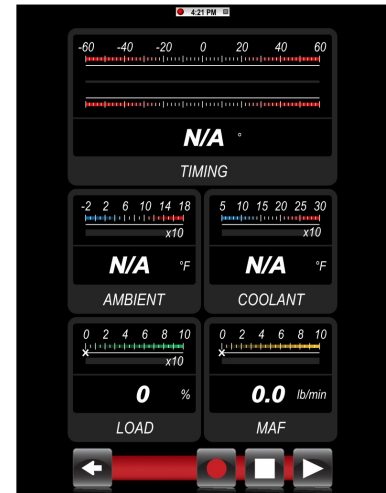 4:21 PM
-60 -40 -20 0 20 40 60
N/A °
TIMING
-2 2 6 10 14 18
x10
N/A °F
AMBIENT
5 10 15 20 25 30
x10
N/A °F
COOLANT
0 2 4 6 8 10
x
x10
0 %
LOAD
0 2 4 6 8 10
x
0.0 lb/min
MAF